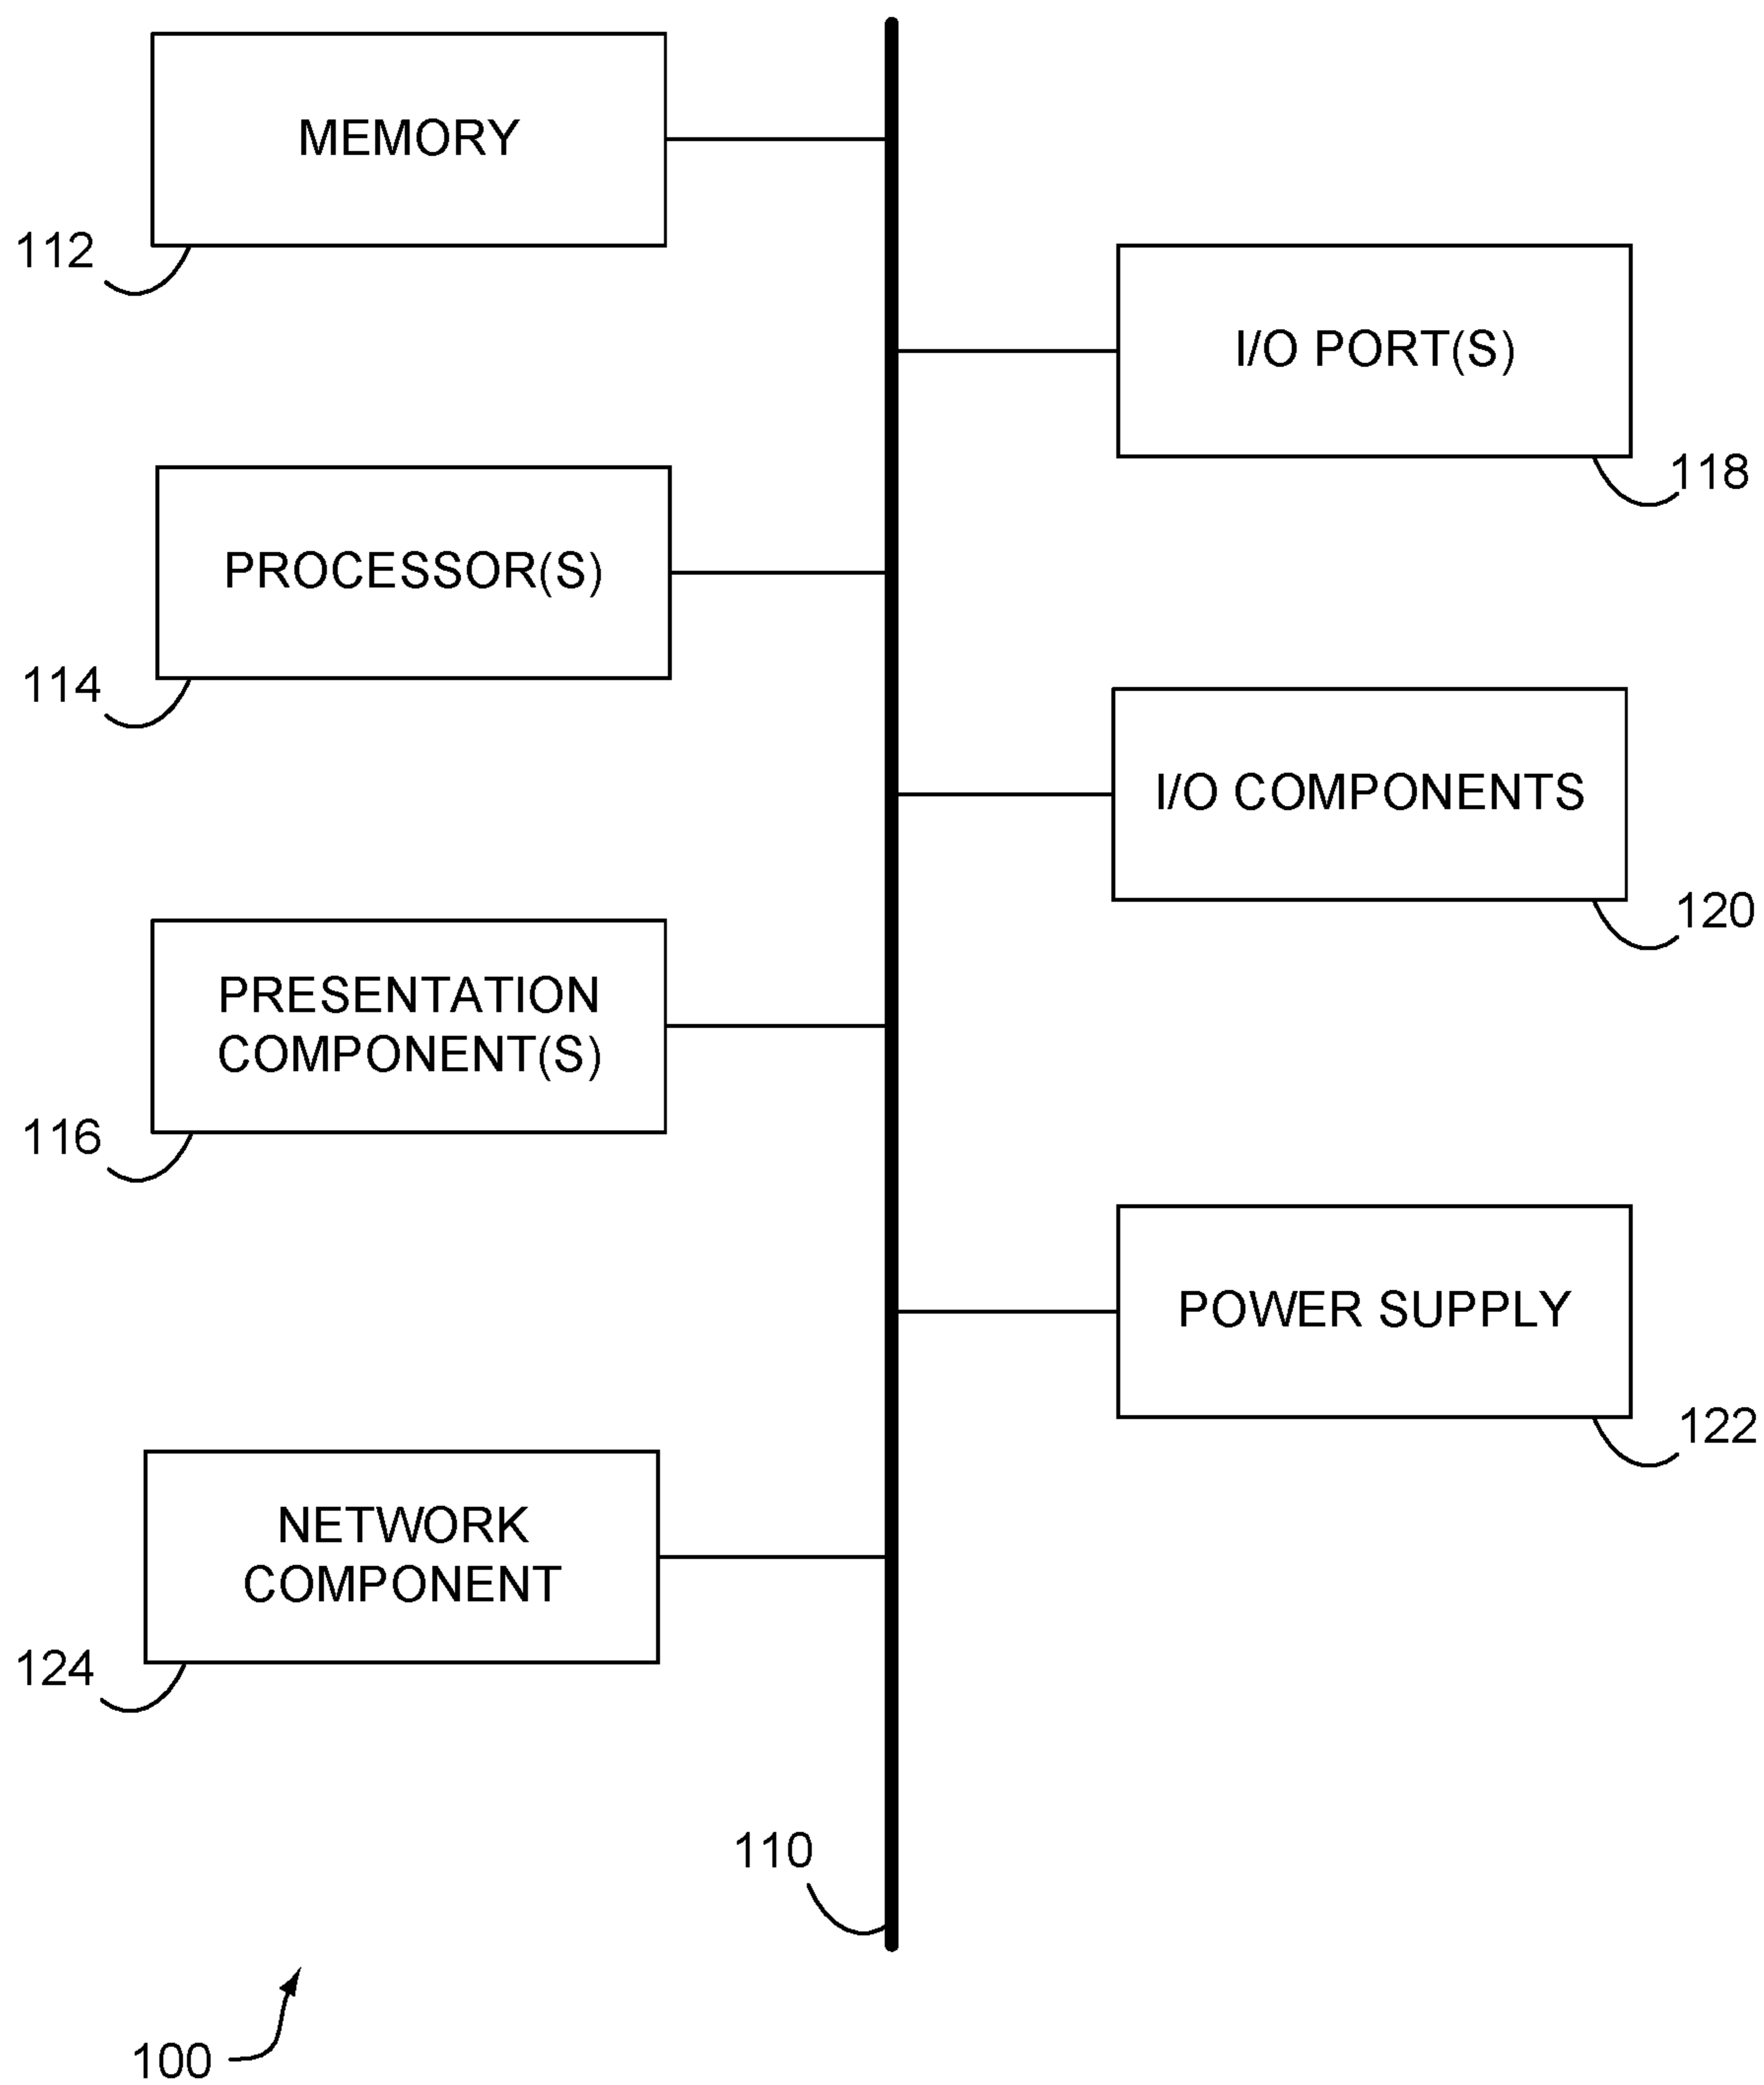 MEMORY
112
I/O PORT(S)
118
PROCESSOR(S)
114
I/O COMPONENTS
120
PRESENTATION
COMPONENT(S)
116
POWER SUPPLY
122
NETWORK
COMPONENT
124
110
100